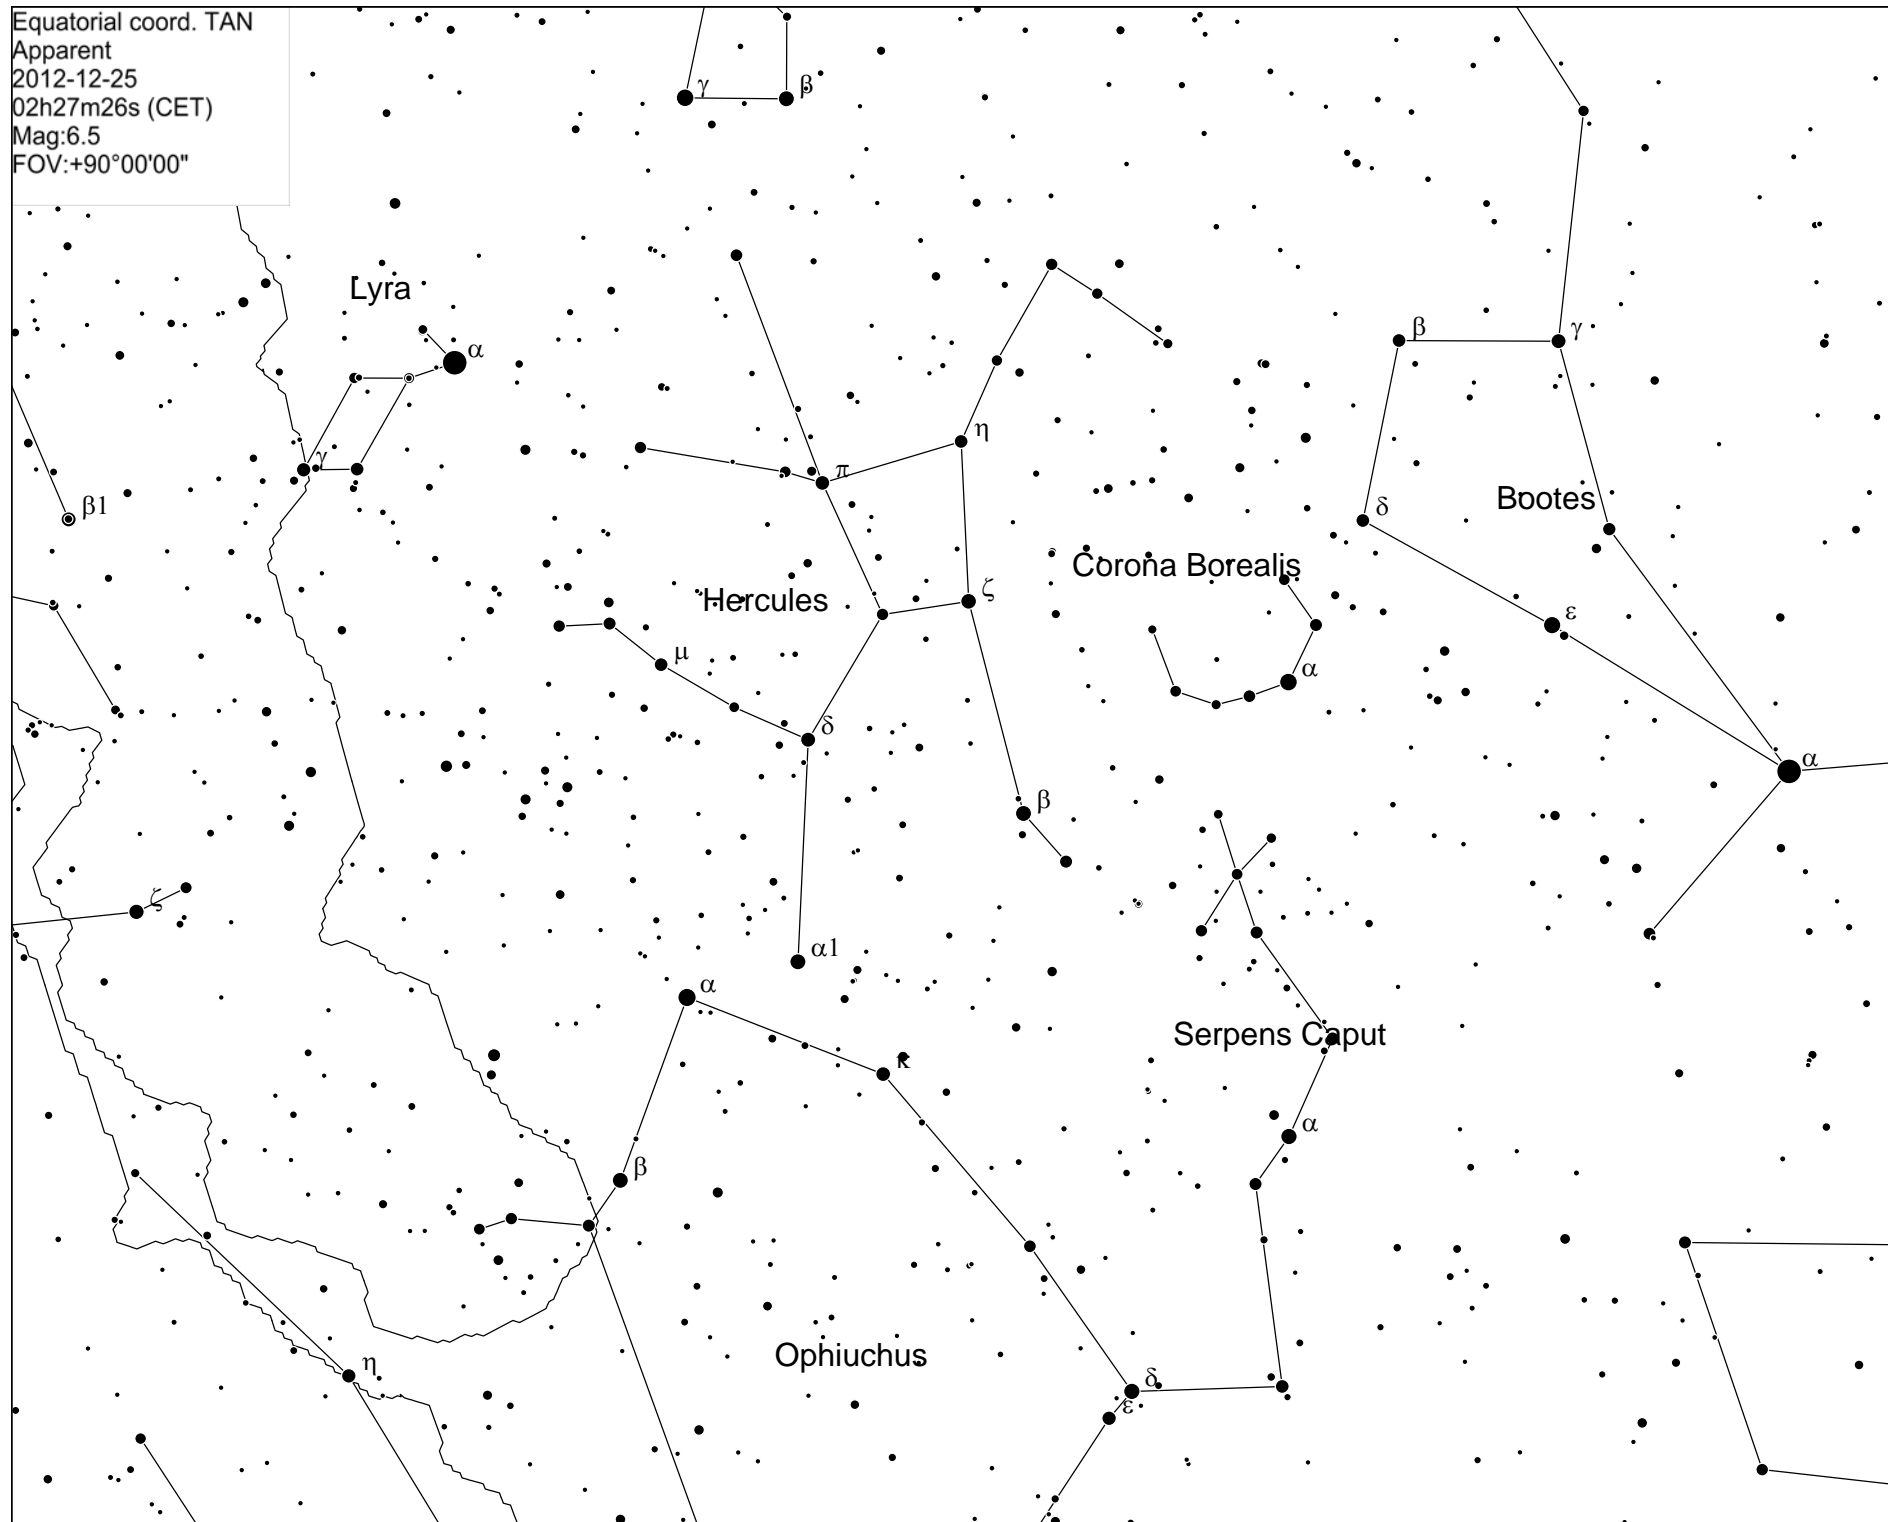 Equatorial coord. TAN
Apparent
2012-12-25
02h27m26s (CET)
Mag:6.5
FOV:+90°00'00"
γ
β
Lyra
α
β
γ
η
γ
π
β1
δ
Bootes
Corona Borealis
ζ
Hercules
ε
μ
α
δ
α
β
ζ
α1
α
Serpens Caput
κ
α
β
Ophiuchus
η
δ
ε